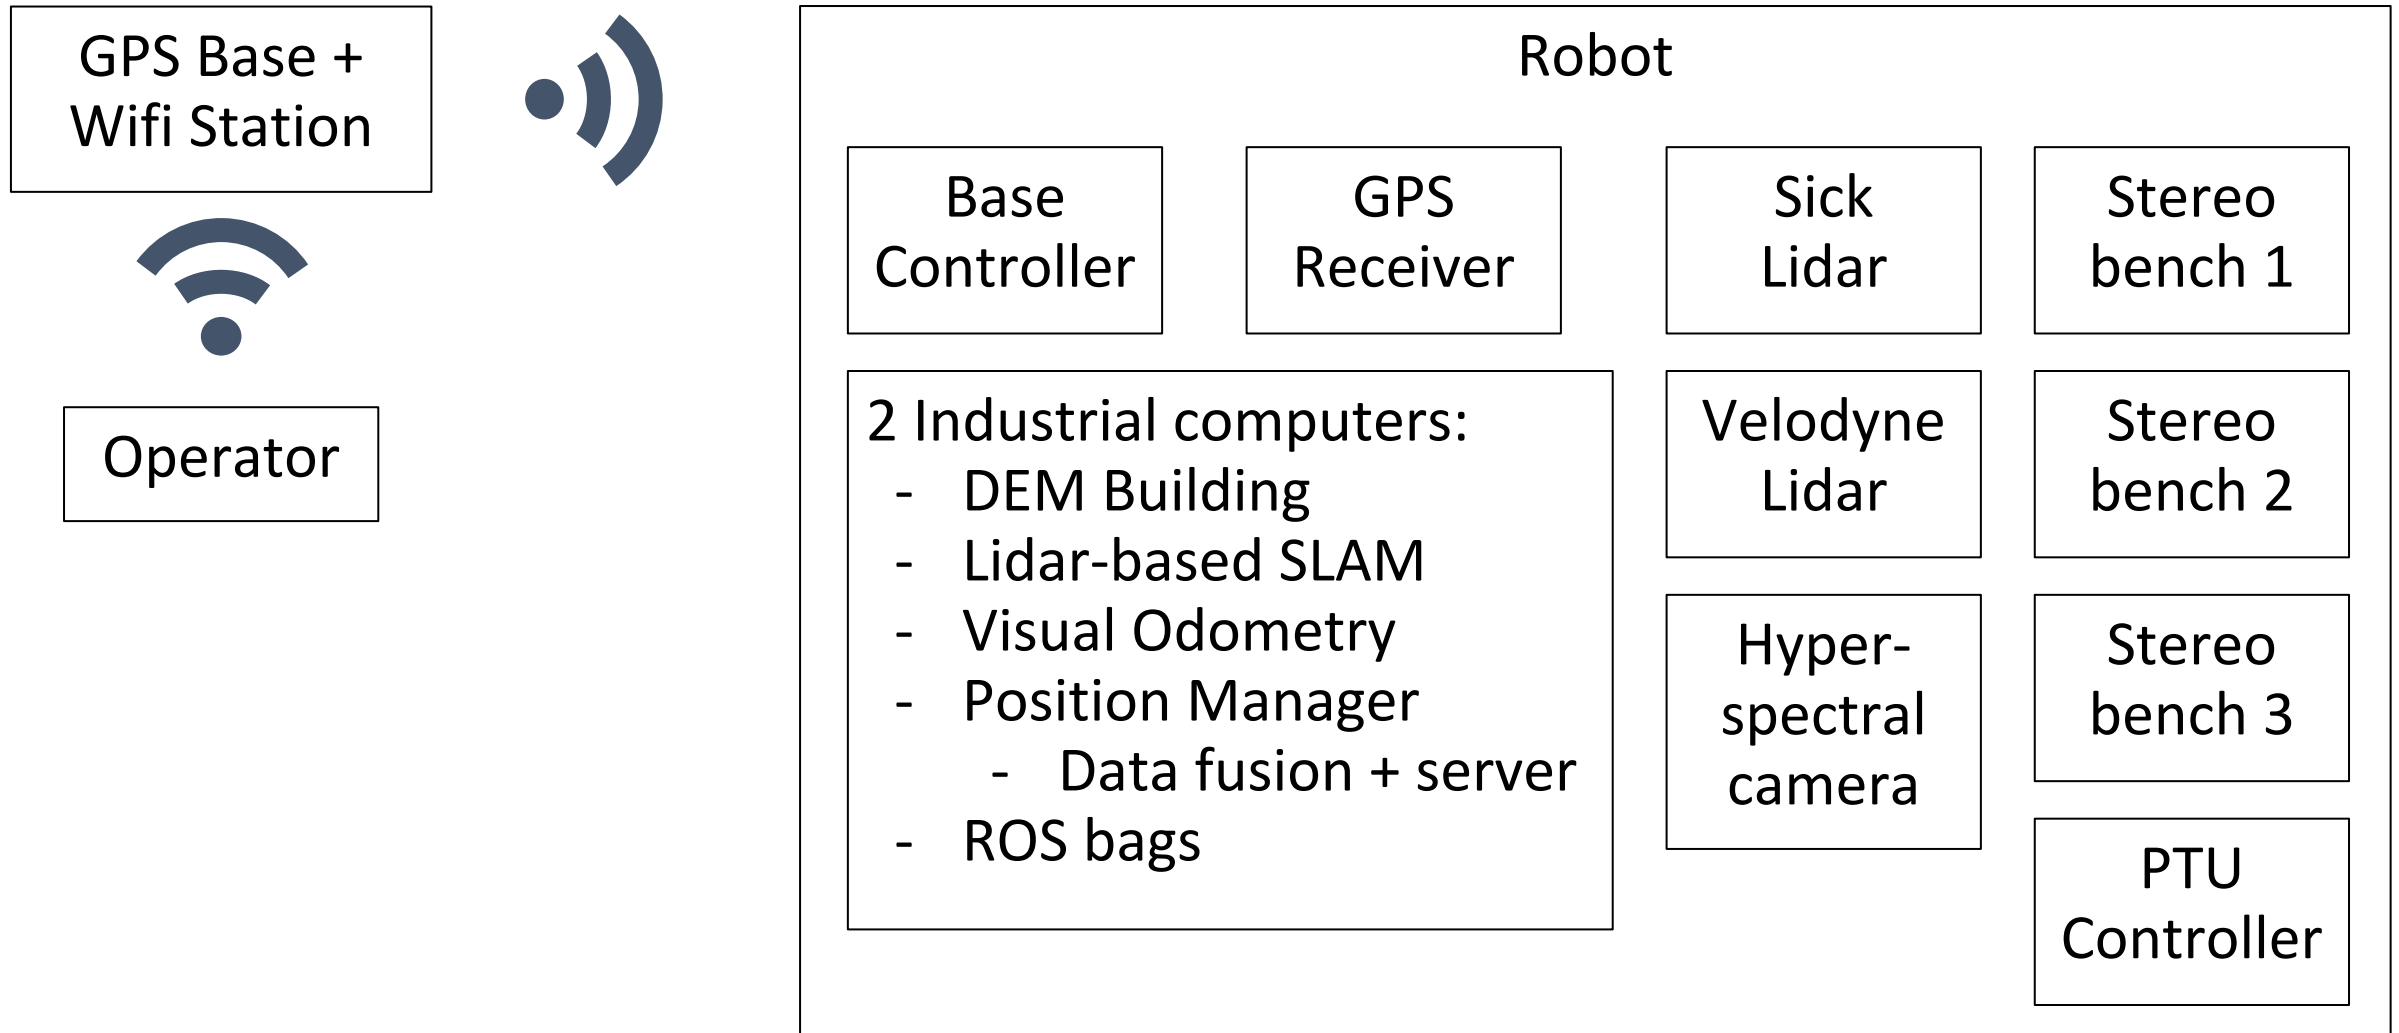 GPS Base +
Wifi Station
Operator
Robot
Base
Controller
GPS
Receiver
Sick
Lidar
Stereo
bench 1
2 Industrial computers:
- DEM Building
- Lidar-based SLAM
- Visual Odometry
- Position Manager
- Data fusion + server
- ROS bags
Velodyne
Lidar
Stereo
bench 2
Hyper-
spectral
camera
Stereo
bench 3
PTU
Controller